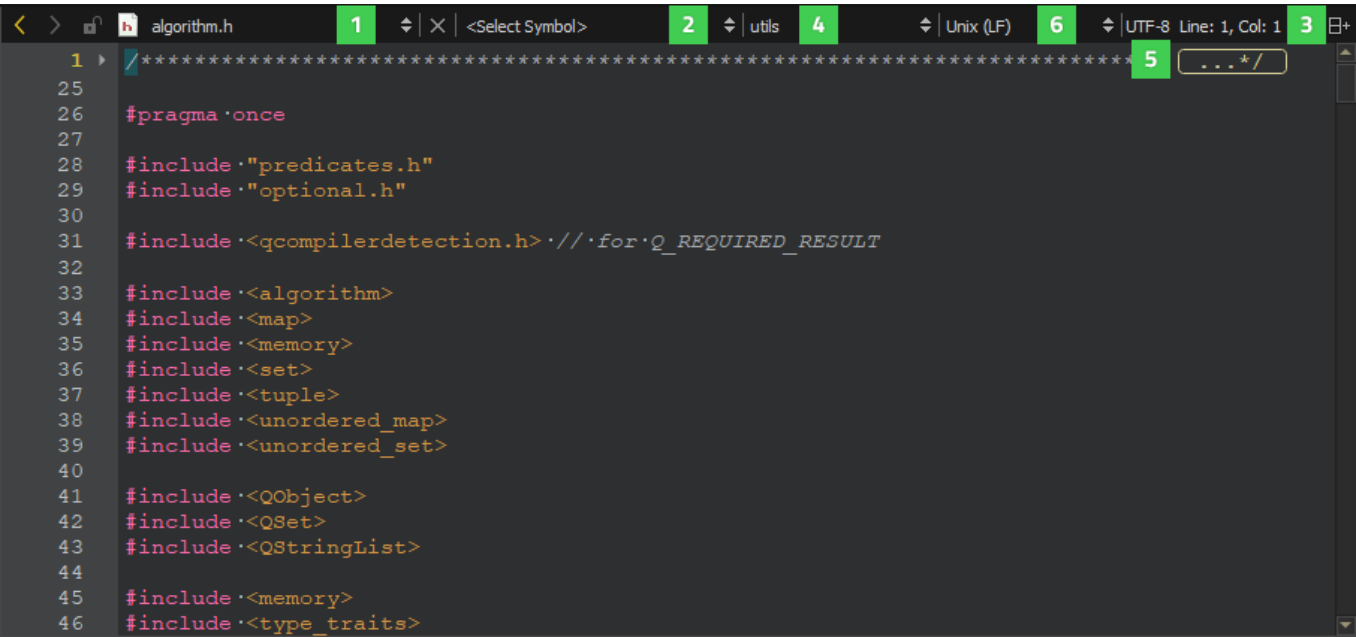 algorithm.h 1 <Select Symbol> 2 utils 4 Unix (LF) 6 UTF-8 Line: 1, Col: 1 3
1 /*************************************************************************** 5 ...*/
25
26 #pragma·once
27
28 #include·"predicates.h"
29 #include·"optional.h"
30
31 #include·<qcompilerdetection.h>·//·for·Q_REQUIRED_RESULT
32
33 #include·<algorithm>
34 #include·<map>
35 #include·<memory>
36 #include·<set>
37 #include·<tuple>
38 #include·<unordered_map>
39 #include·<unordered_set>
40
41 #include·<QObject>
42 #include·<QSet>
43 #include·<QStringList>
44
45 #include·<memory>
46 #include·<type_traits>